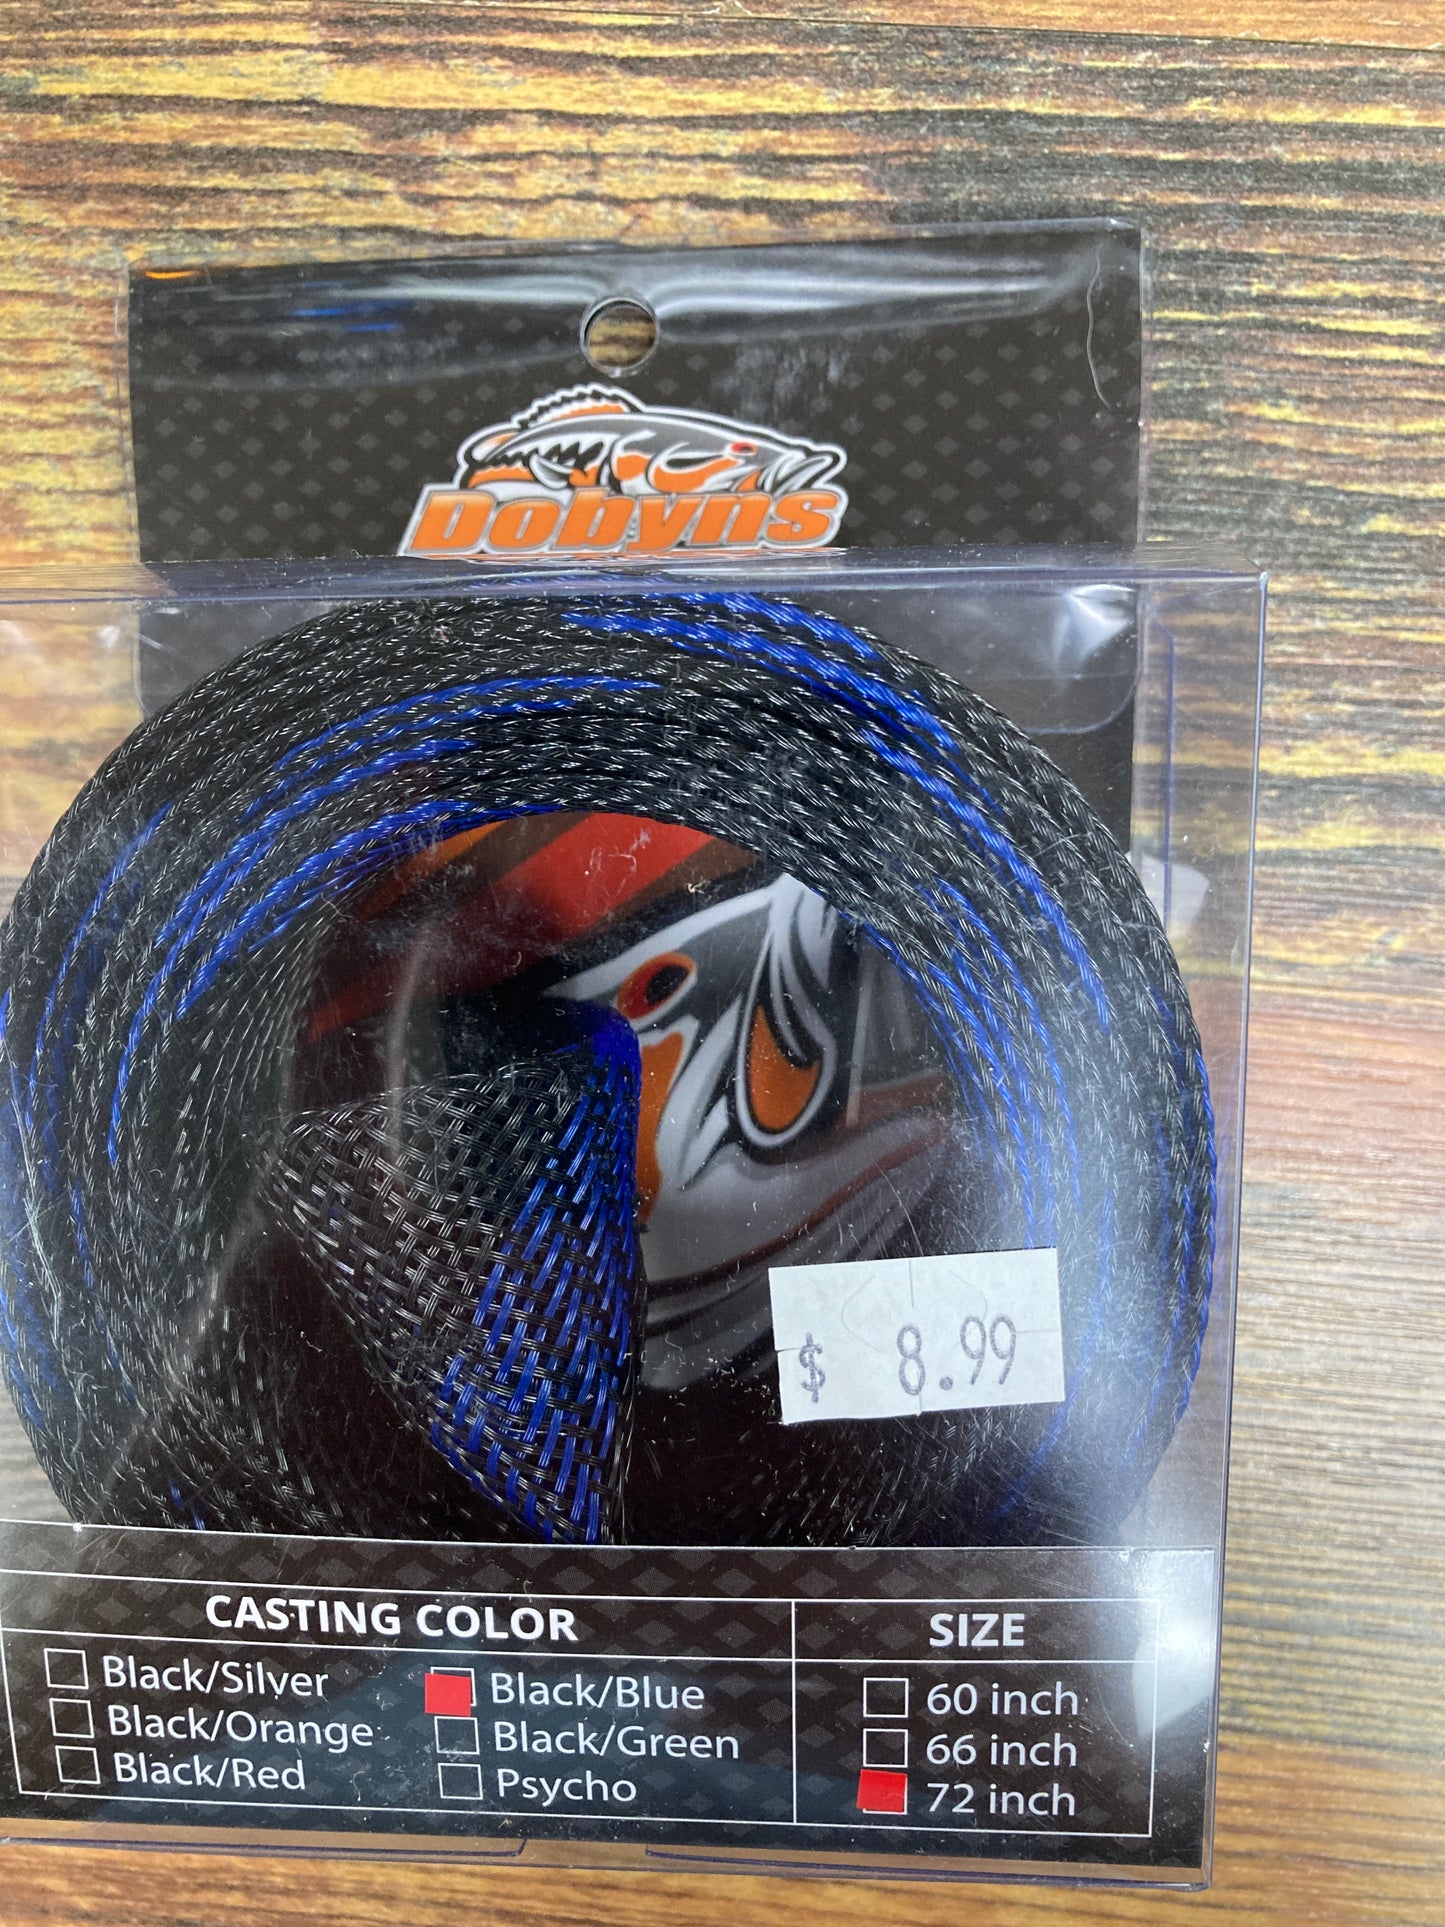 Dobyns
$ 8.99
CASTING COLOR
Black/Silver
Black/Orange
Black/Red
Black/Blue
Black/Green
Psycho
SIZE
60 inch
66 inch
72 inch